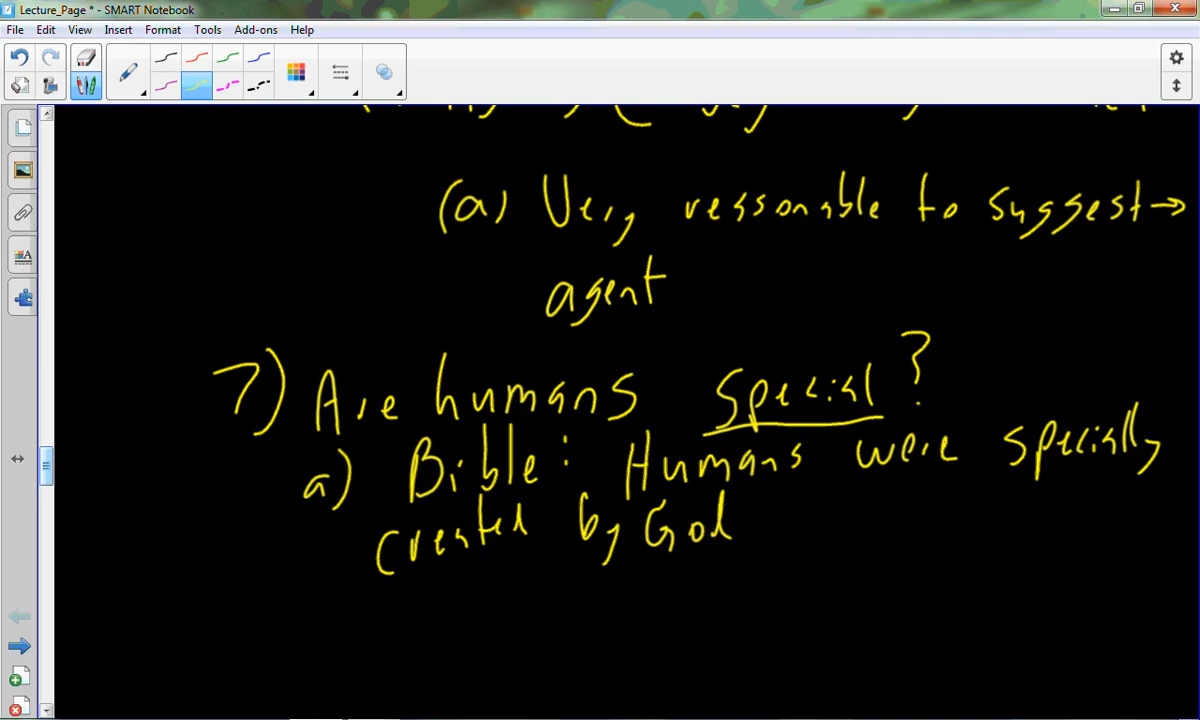 Lecture_Page * - SMART Notebook
File Edit View Insert Format Tools Add-ons Help
(a) Very reasonable to suggest →
agent
7) Are humans Special?
a) Bible: Humans were specially
created by God